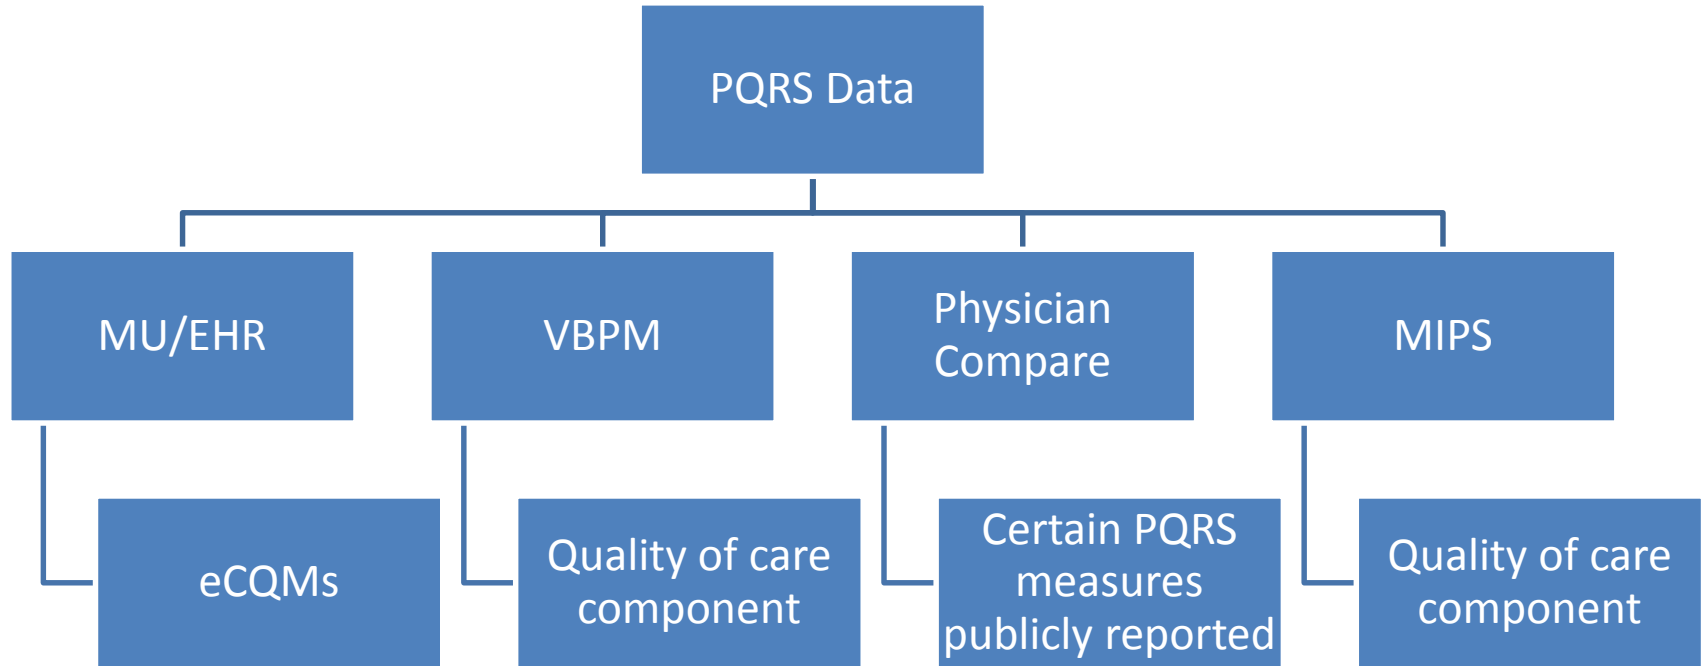 PQRS Data
MU/EHR
VBPM
Physician
Compare
MIPS
eCQMs
Quality of care
component
Certain PQRS
measures
publicly reported
Quality of care
component